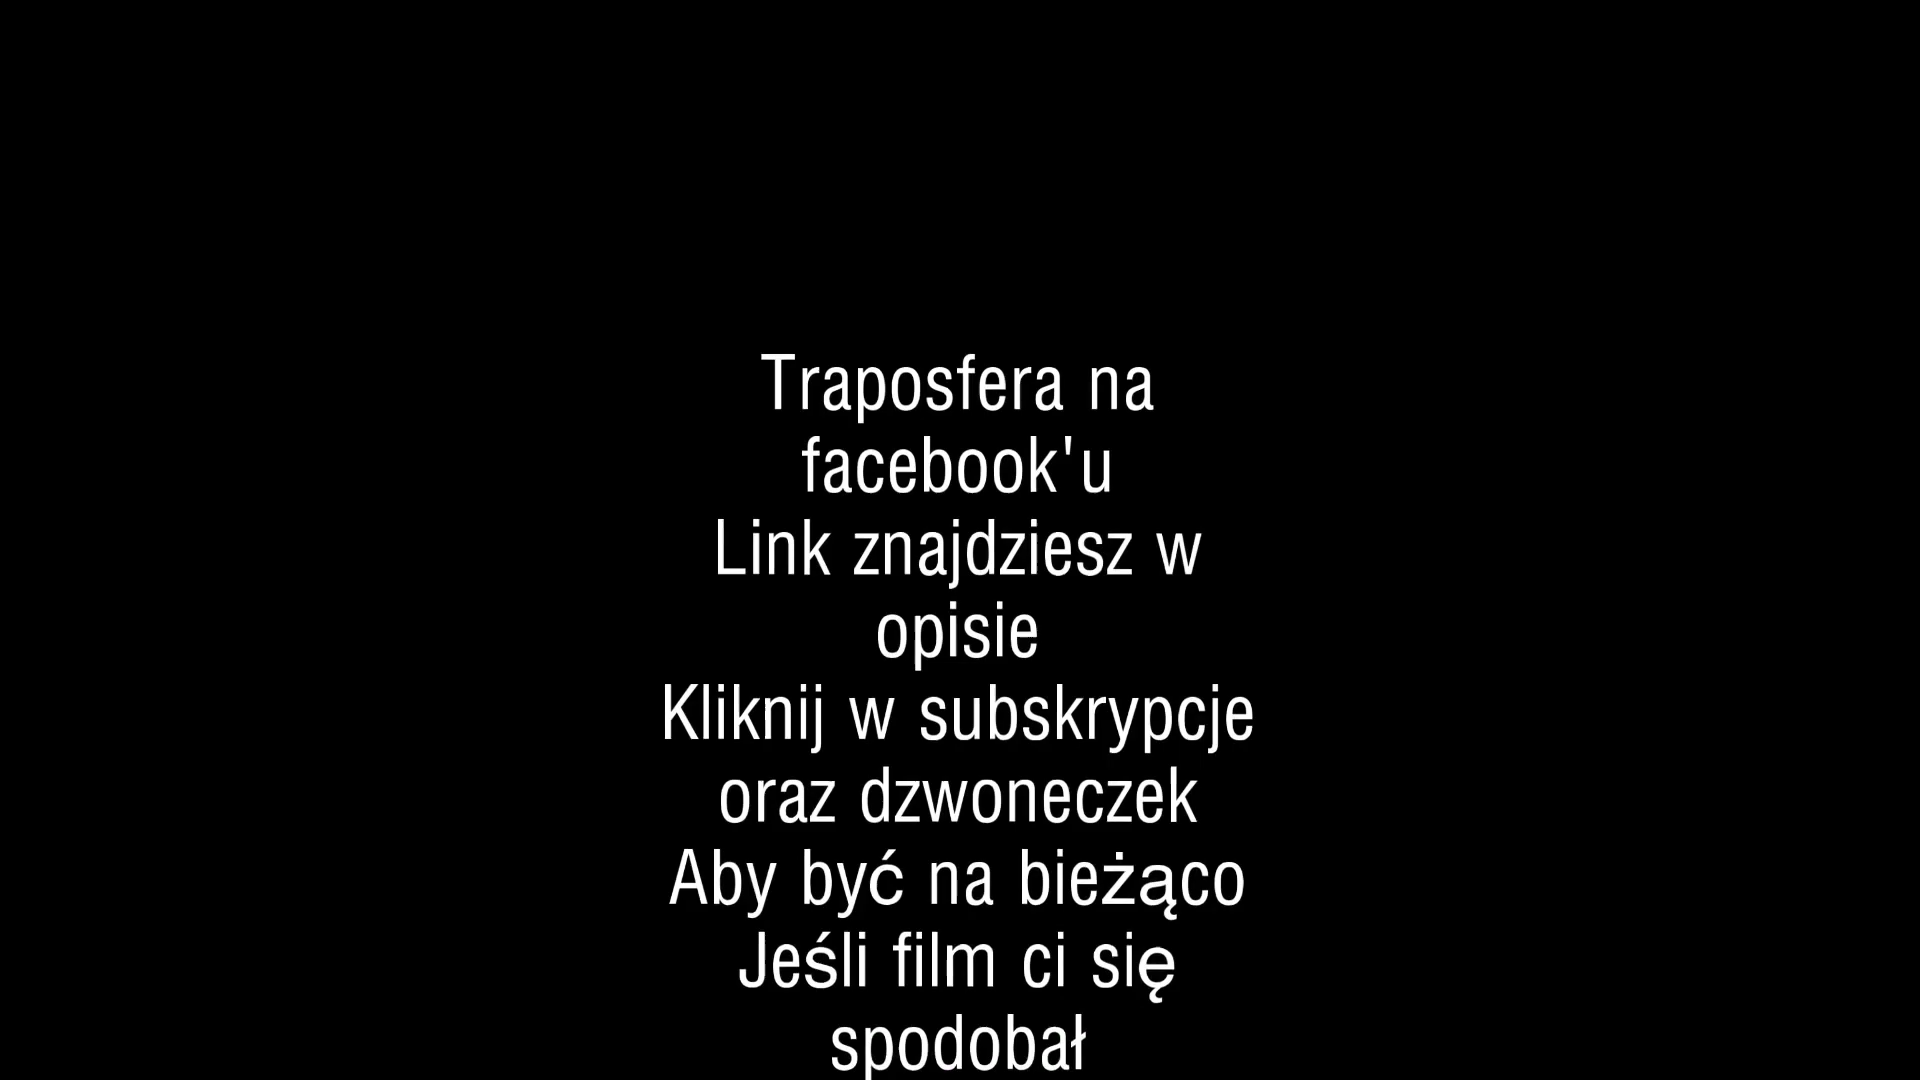 Traposfera na
facebook'u
Link znajdziesz w
opisie
Kliknij w subskrypcje
oraz dzwoneczek
Aby być na bieżąco
Jeśli film ci się
spodobał